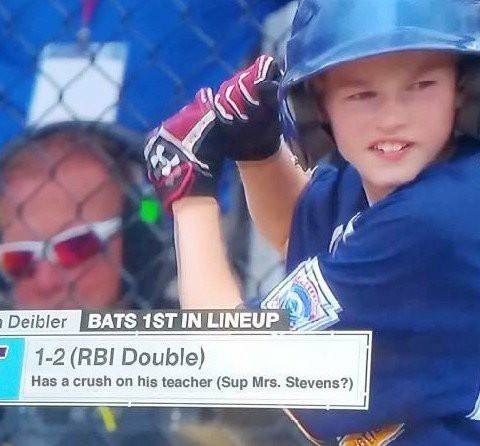 Deibler BATS 1ST IN LINEUP
1-2 (RBI Double)
Has a crush on his teacher (Sup Mrs. Stevens?)